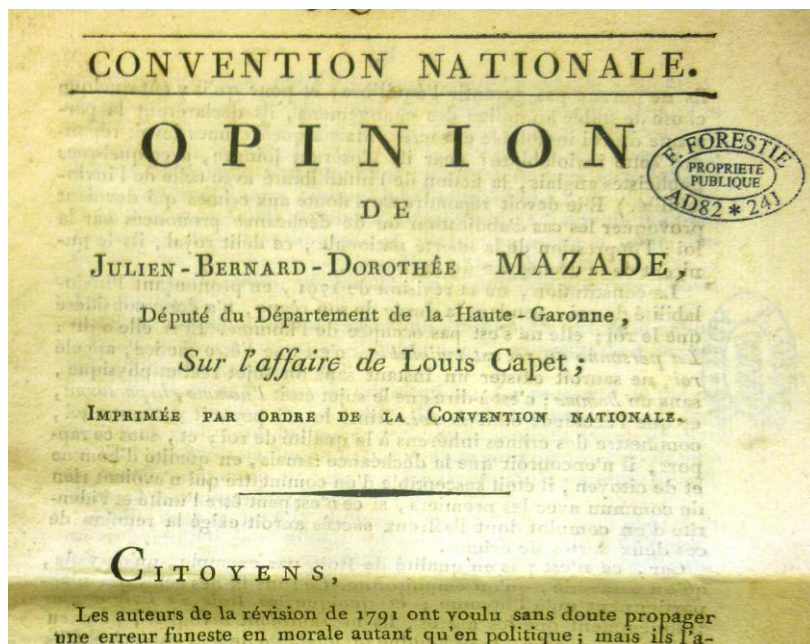 CONVENTION NATIONALE.
OPINION
DE
JULIEN-BERNARD-DOROTHÉE MAZADE,
Député du Département de la Haute-Garonne,
Sur l'affaire de Louis Capet;
IMPRIMÉE PAR ORDRE DE LA CONVENTION NATIONALE.
F. FORESTIE
PROPRIETE
PUBLIQUE
AD82 * 24J
CITOYENS,
Les auteurs de la révision de 1791 ont voulu sans doute propager
une erreur funeste en morale autant qu'en politique; mais ils l'a-